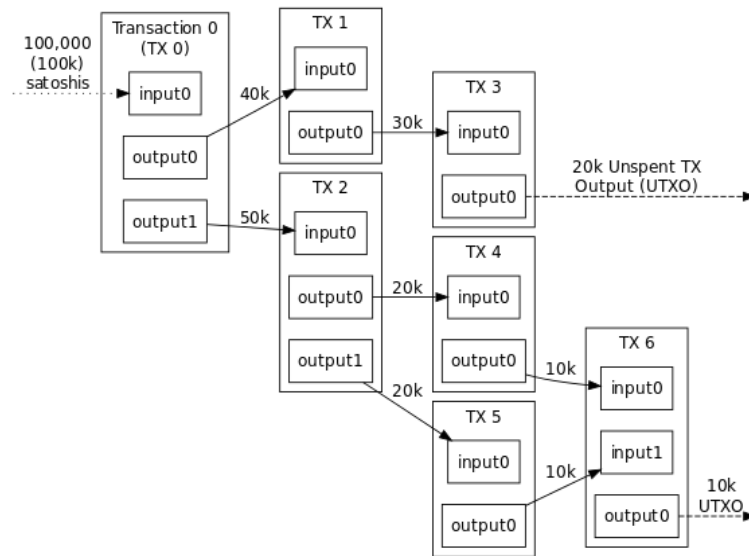 100,000
(100k)
satoshis
Transaction 0
(TX 0)
input0
output0
output1
40k
50k
TX 1
input0
output0
30k
TX 2
input0
output0
output1
20k
20k
TX 3
input0
output0
20k Unspent TX
Output (UTXO)
TX 4
input0
output0
10k
TX 5
input0
output0
10k
TX 6
input0
input1
output0
10k
UTXO